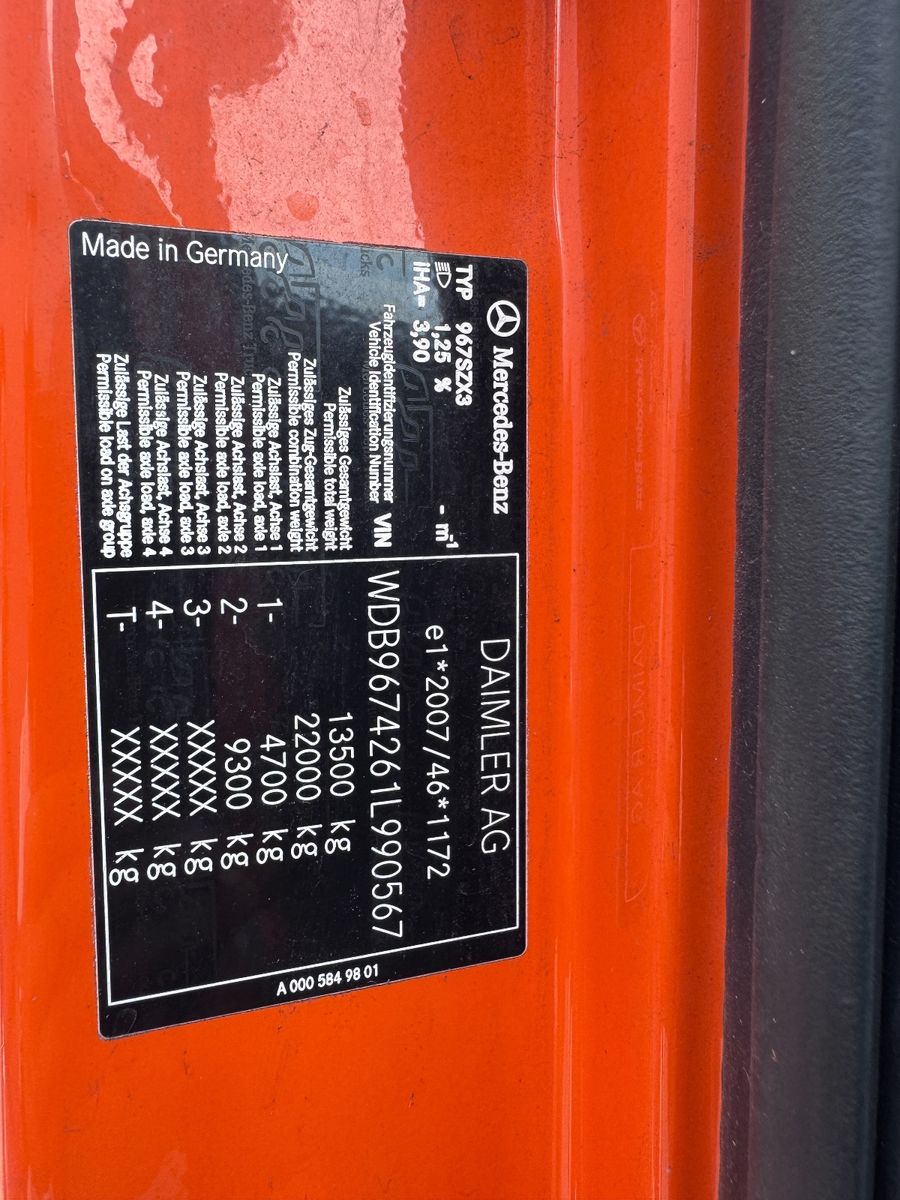 Mercedes-Benz
DAIMLER AG
TYP 967SZX3
1,25 % - m-1
iHA= 3,90
e1*2007/46*1172
Fahrzeugidentifizierungsnummer
Vehicle Identification Number VIN WDB9674261L990567
Zulässiges Gesamtgewicht
Permissible total weight 13500 kg
Zulässiges Zug-Gesamtgewicht
Permissible combination weight 22000 kg
Zulässige Achslast, Achse 1
Permissible axle load, axle 1 1- 4700 kg
Zulässige Achslast, Achse 2
Permissible axle load, axle 2 2- 9300 kg
Zulässige Achslast, Achse 3
Permissible axle load, axle 3 3- XXXXX kg
Zulässige Achslast, Achse 4
Permissible axle load, axle 4 4- XXXXX kg
Zulässige Last der Achsgruppe
Permissible load on axle group T- XXXXX kg
Made in Germany
A 000 584 98 01